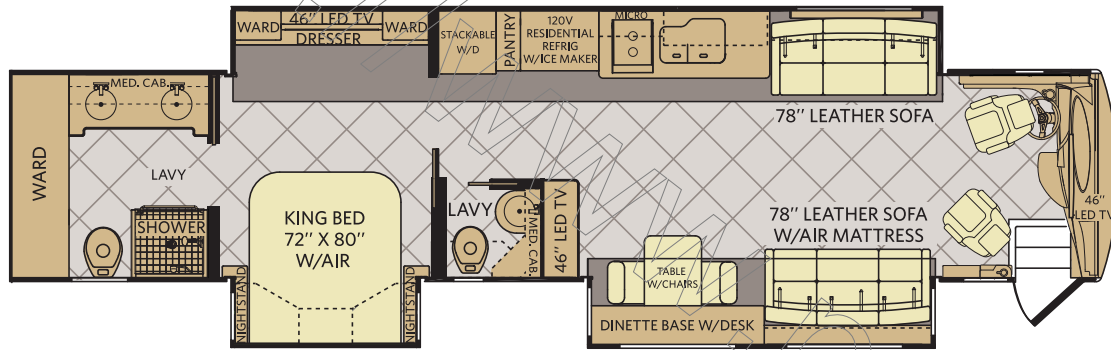 WARD
46" LED TV
DRESSER
WARD
STACKABLE
W/D
PANTRY
120V
RESIDENTIAL
REFRIG
W/ICE MAKER
MICRO
78" LEATHER SOFA
MED. CAB.
WARD
LAVY
SHOWER
KING BED
72" X 80"
W/AIR
NIGHTSTAND
NIGHTSTAND
LAVY
MED. CAB.
46" LED TV
78" LEATHER SOFA
W/AIR MATTRESS
TABLE
W/CHAIRS
DINETTE BASE W/DESK
46"
LED TV